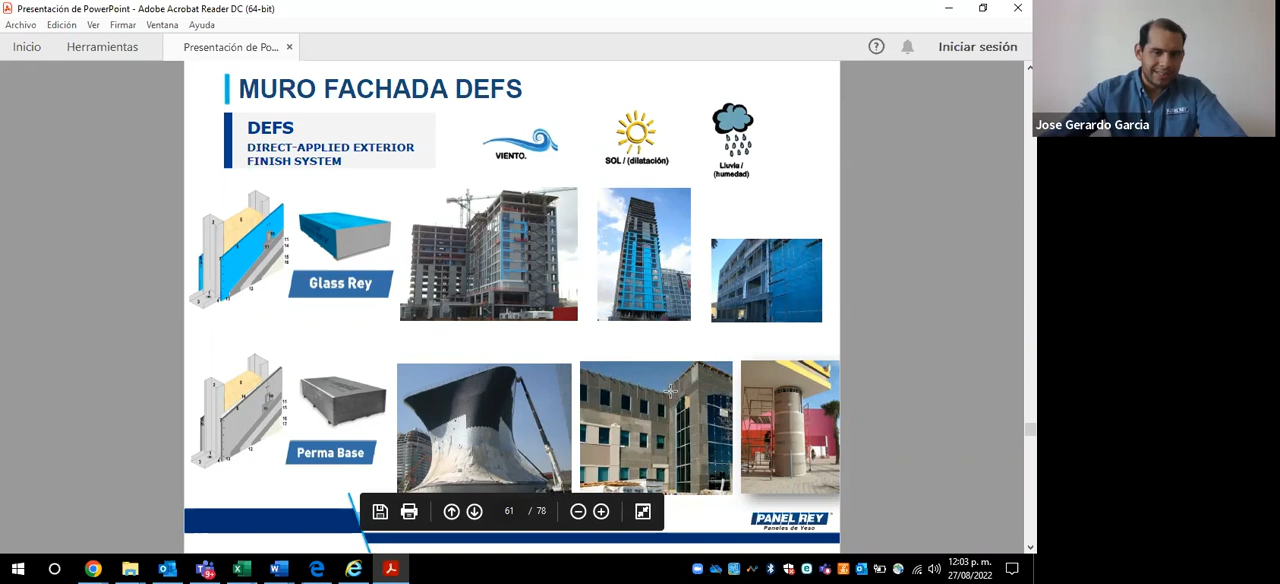 Presentación de PowerPoint - Adobe Acrobat Reader DC (64-bit)
Archivo Edición Ver Firmar Ventana Ayuda
Inicio Herramientas Presentación de Po... × Iniciar sesión
MURO FACHADA DEFS
DEFS
DIRECT-APPLIED EXTERIOR
FINISH SYSTEM
VIENTO.
SOL / (dilatación)
Lluvia /
(humedad)
Glass Rey
Perma Base
61 / 78
PANEL REY
Paneles de Yeso
Jose Gerardo Garcia
PANEL REY
12:03 p. m.
27/08/2022